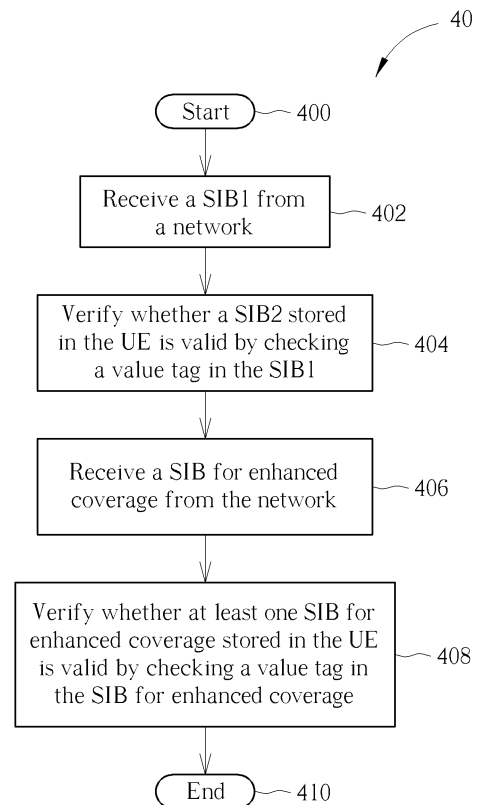 40
Start
400
Receive a SIB1 from
a network
402
Verify whether a SIB2 stored
in the UE is valid by checking
a value tag in the SIB1
404
Receive a SIB for enhanced
coverage from the network
406
Verify whether at least one SIB for
enhanced coverage stored in the UE
is valid by checking a value tag in
the SIB for enhanced coverage
408
End
410